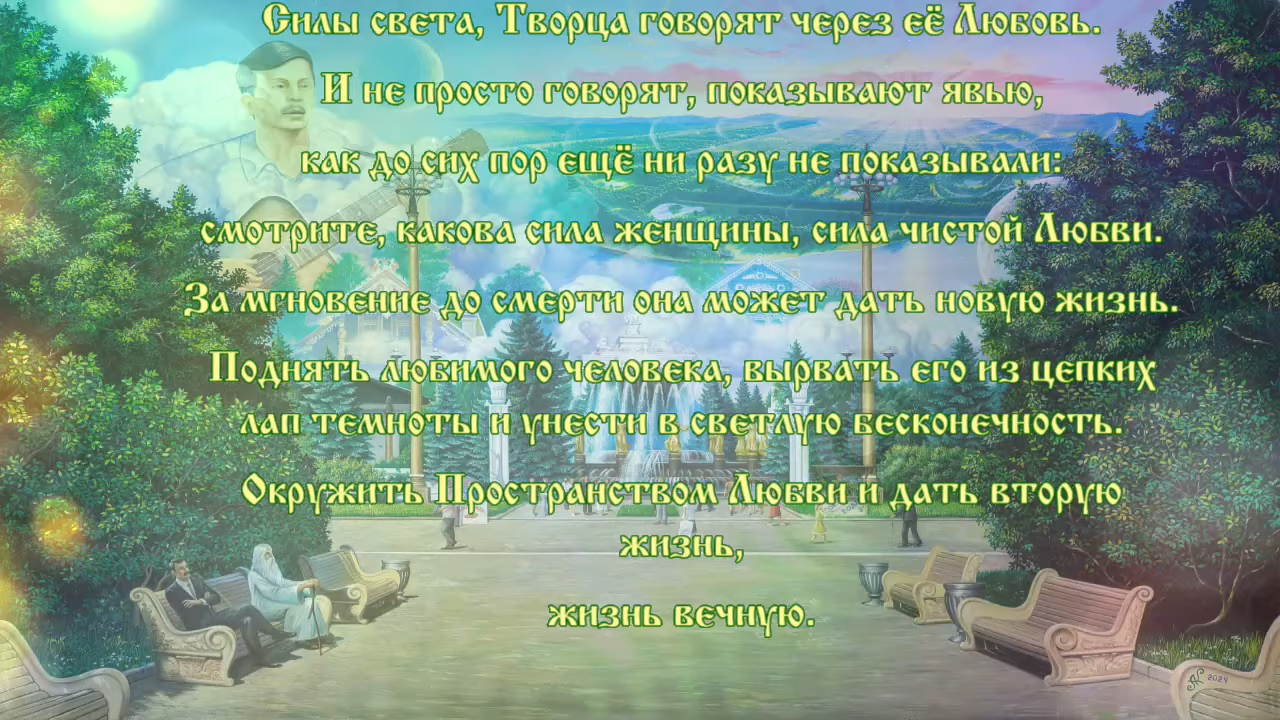 Силы света, Творца говорят через её Любовь.
И не просто говорят, показывают явью,
как до сих пор ещё ни разу не показывали:
смотрите, какова сила женщины, сила чистой Любви.
За мгновение до смерти она может дать новую жизнь.
Поднять любимого человека, вырвать его из цепких
лап темноты и унести в светлую бесконечность.
Окружить Пространством Любви и дать вторую
жизнь,
жизнь вечную.
2024